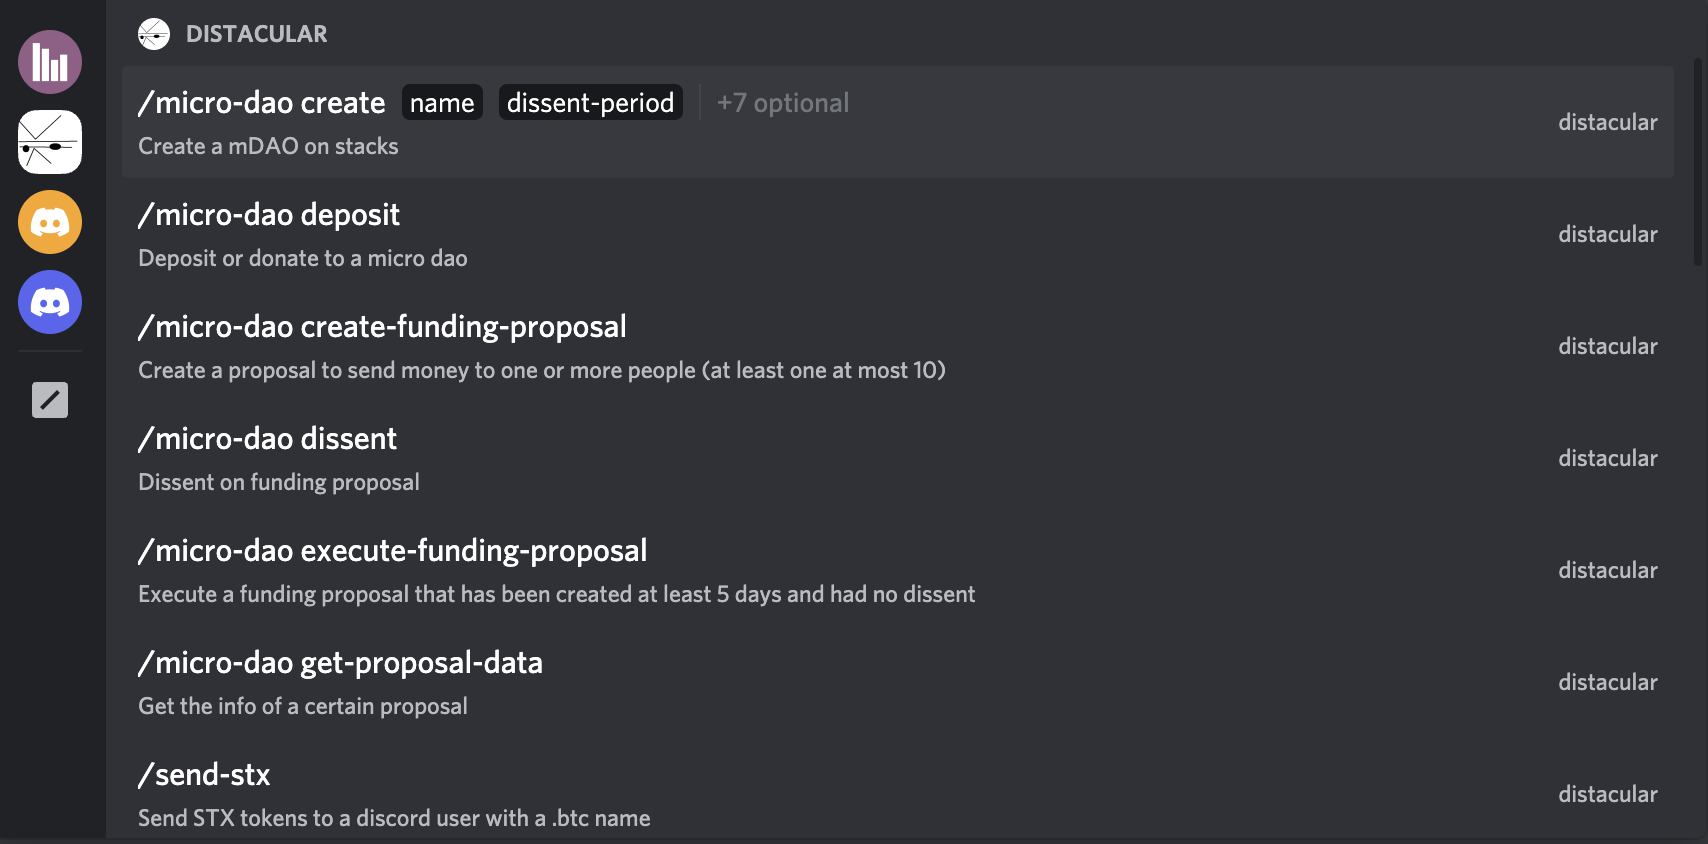 DISTACULAR
/micro-dao create name dissent-period +7 optional
Create a mDAO on stacks
distacular
/micro-dao deposit
Deposit or donate to a micro dao
distacular
/micro-dao create-funding-proposal
Create a proposal to send money to one or more people (at least one at most 10)
distacular
/micro-dao dissent
Dissent on funding proposal
distacular
/micro-dao execute-funding-proposal
Execute a funding proposal that has been created at least 5 days and had no dissent
distacular
/micro-dao get-proposal-data
Get the info of a certain proposal
distacular
/send-stx
Send STX tokens to a discord user with a .btc name
distacular